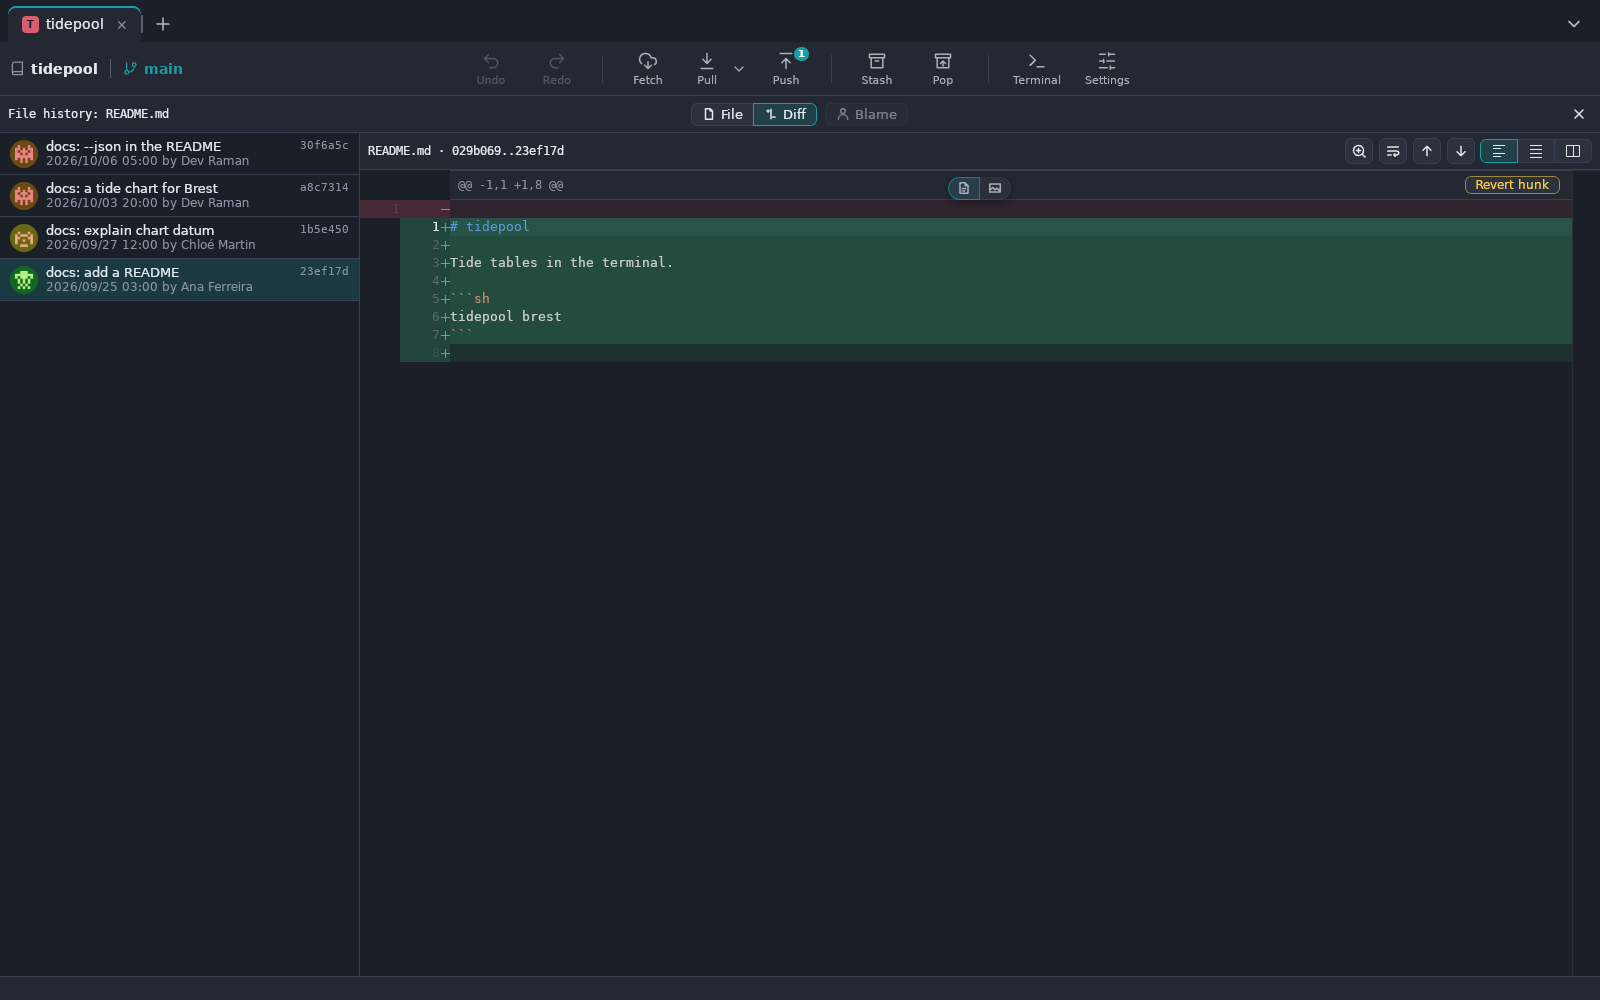 T tidepool
tidepool main
Undo Redo Fetch Pull Push 1 Stash Pop Terminal Settings
File history: README.md
File Diff Blame
docs: --json in the README 30f6a5c
2026/10/06 05:00 by Dev Raman
docs: a tide chart for Brest a8c7314
2026/10/03 20:00 by Dev Raman
docs: explain chart datum 1b5e450
2026/09/27 12:00 by Chloé Martin
docs: add a README 23ef17d
2026/09/25 03:00 by Ana Ferreira
README.md · 029b069..23ef17d
@@ -1,1 +1,8 @@ Revert hunk
1 −
1+# tidepool
2+
3+Tide tables in the terminal.
4+
5+```sh
6+tidepool brest
7+```
8+